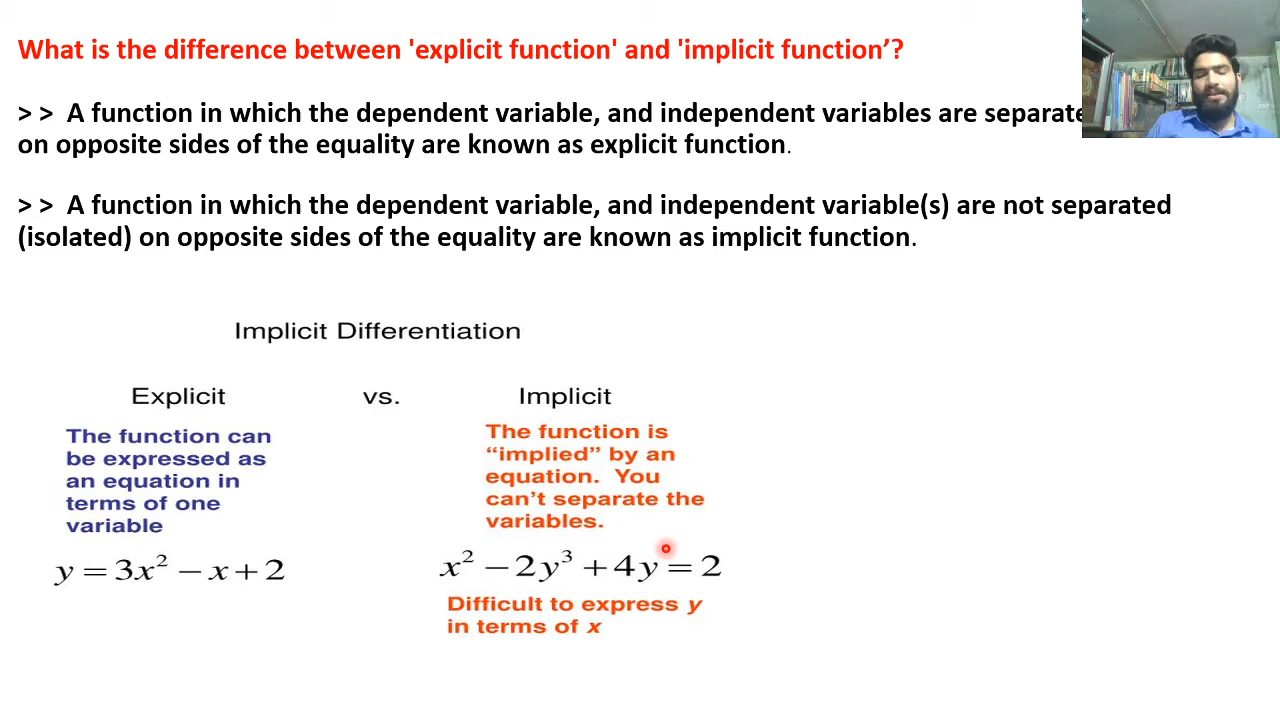 What is the difference between 'explicit function' and 'implicit function’?
> > A function in which the dependent variable, and independent variables are separate
on opposite sides of the equality are known as explicit function.
> > A function in which the dependent variable, and independent variable(s) are not separated
(isolated) on opposite sides of the equality are known as implicit function.
Implicit Differentiation
Explicit vs. Implicit
The function can
be expressed as
an equation in
terms of one
variable
y = 3x² − x + 2
The function is
“implied” by an
equation. You
can’t separate the
variables.
x² − 2y³ + 4y = 2
Difficult to express y
in terms of x